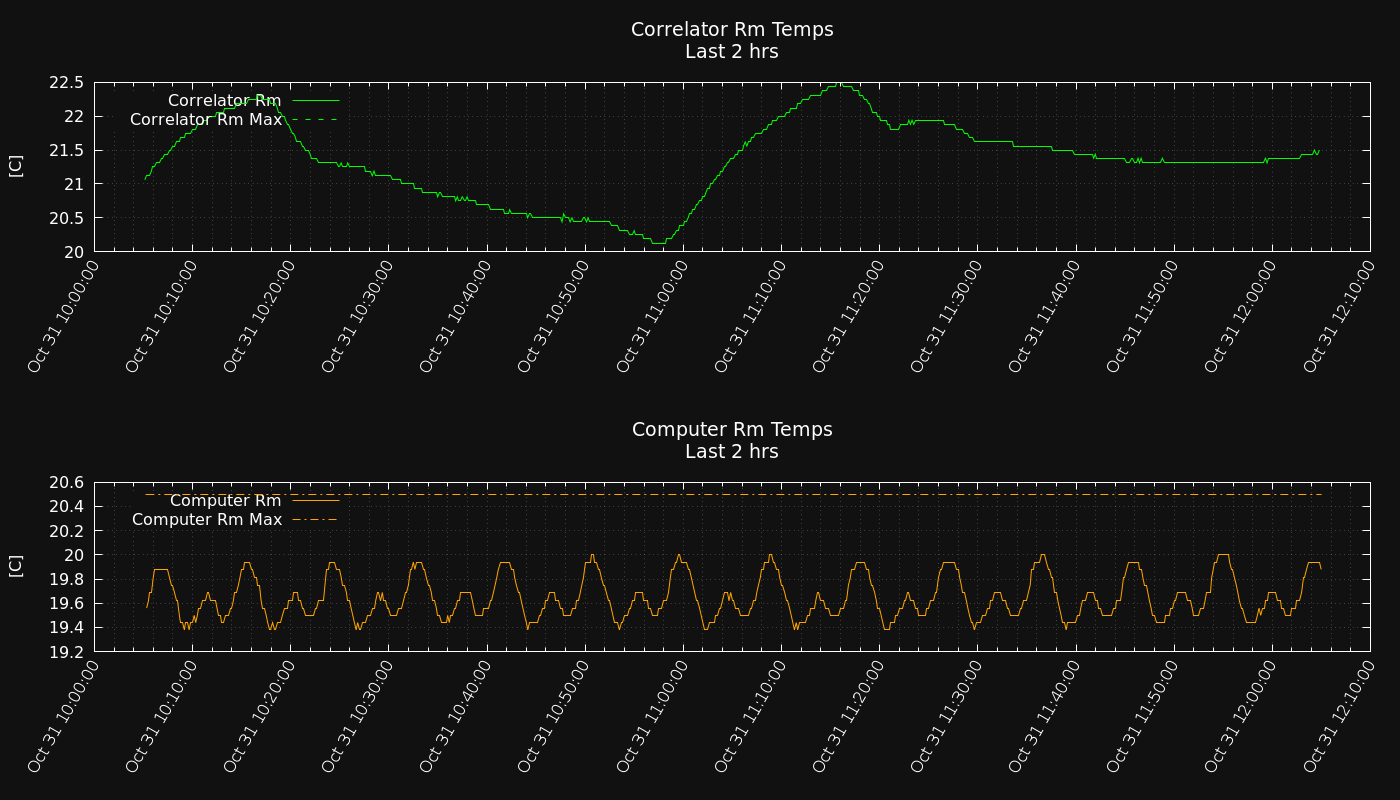 Correlator Rm Temps
Last 2 hrs
[C]
22.5
22
21.5
21
20.5
20
Correlator Rm
Correlator Rm Max
Oct 31 10:00:00
Oct 31 10:10:00
Oct 31 10:20:00
Oct 31 10:30:00
Oct 31 10:40:00
Oct 31 10:50:00
Oct 31 11:00:00
Oct 31 11:10:00
Oct 31 11:20:00
Oct 31 11:30:00
Oct 31 11:40:00
Oct 31 11:50:00
Oct 31 12:00:00
Oct 31 12:10:00
Computer Rm Temps
Last 2 hrs
[C]
20.6
20.4
20.2
20
19.8
19.6
19.4
19.2
Computer Rm
Computer Rm Max
Oct 31 10:00:00
Oct 31 10:10:00
Oct 31 10:20:00
Oct 31 10:30:00
Oct 31 10:40:00
Oct 31 10:50:00
Oct 31 11:00:00
Oct 31 11:10:00
Oct 31 11:20:00
Oct 31 11:30:00
Oct 31 11:40:00
Oct 31 11:50:00
Oct 31 12:00:00
Oct 31 12:10:00